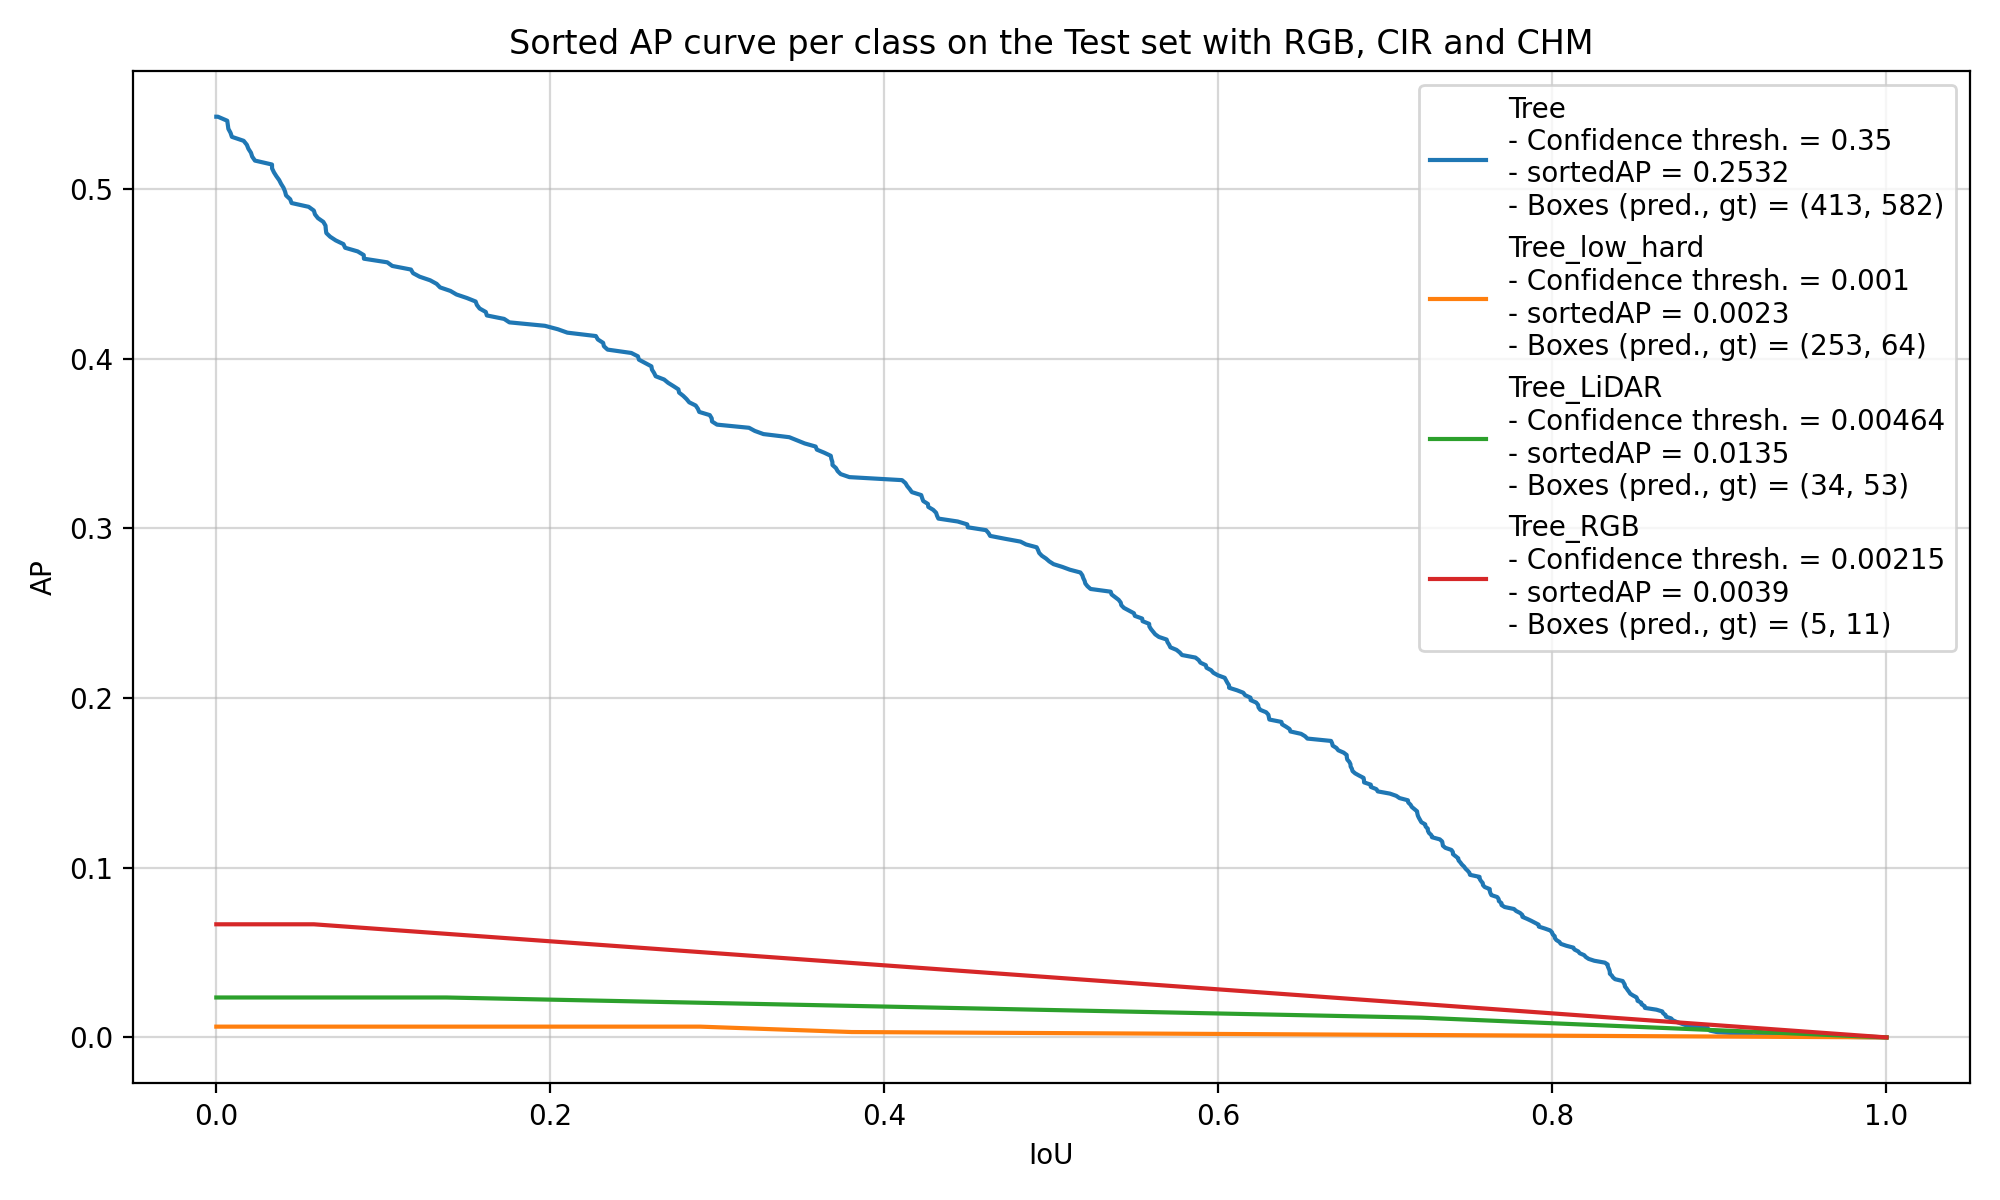 Sorted AP curve per class on the Test set with RGB, CIR and CHM
Tree
- Confidence thresh. = 0.35
- sortedAP = 0.2532
- Boxes (pred., gt) = (413, 582)
Tree_low_hard
- Confidence thresh. = 0.001
- sortedAP = 0.0023
- Boxes (pred., gt) = (253, 64)
Tree_LiDAR
- Confidence thresh. = 0.00464
- sortedAP = 0.0135
- Boxes (pred., gt) = (34, 53)
Tree_RGB
- Confidence thresh. = 0.00215
- sortedAP = 0.0039
- Boxes (pred., gt) = (5, 11)
AP
0.5
0.4
0.3
0.2
0.1
0.0
0.0 0.2 0.4 0.6 0.8 1.0
IoU